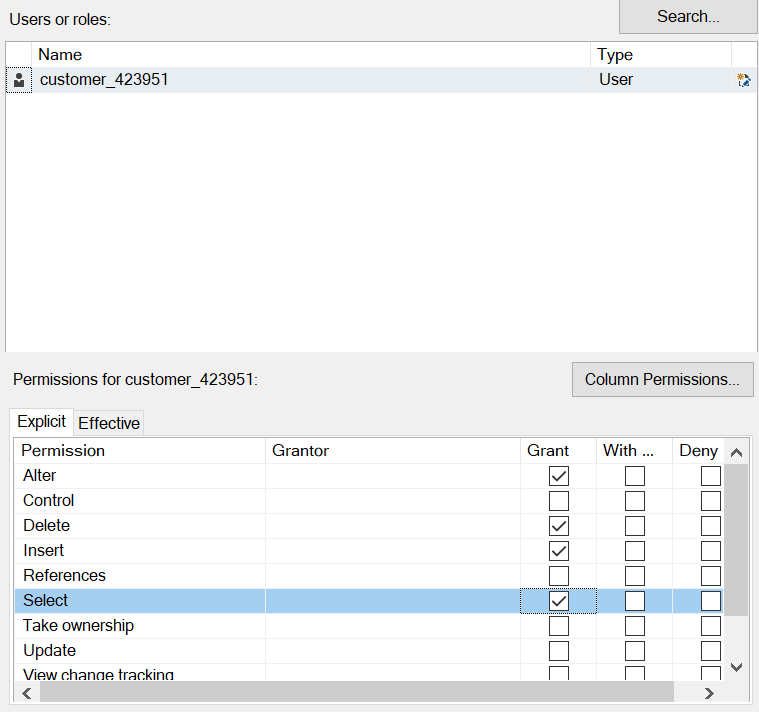 Users or roles:
Search...
Name Type
customer_423951 User
Permissions for customer_423951:
Column Permissions...
Explicit Effective
Permission Grantor Grant With ... Deny
Alter
Control
Delete
Insert
References
Select
Take ownership
Update
View change tracking